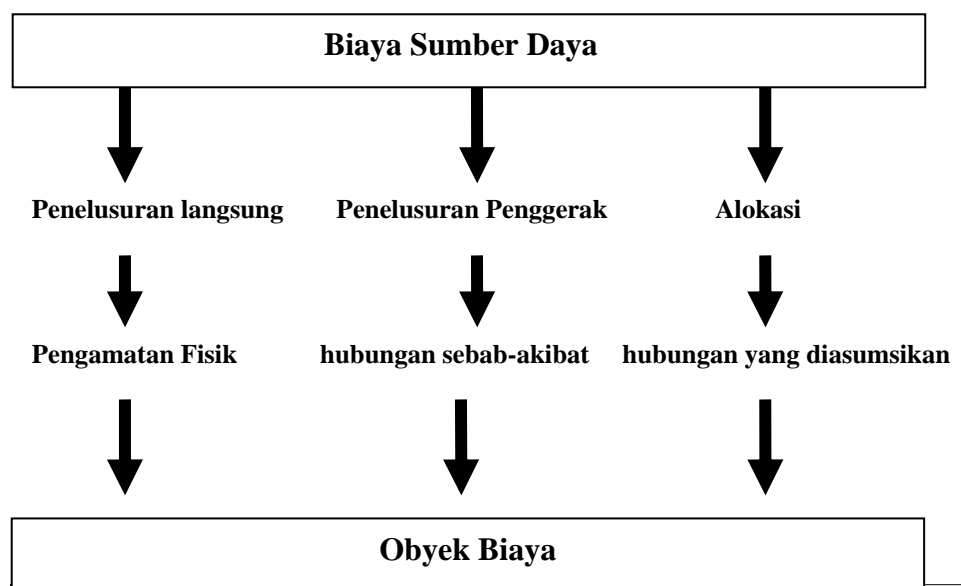 Biaya Sumber Daya
Penelusuran langsung Penelusuran Penggerak Alokasi
Pengamatan Fisik hubungan sebab-akibat hubungan yang diasumsikan
Obyek Biaya